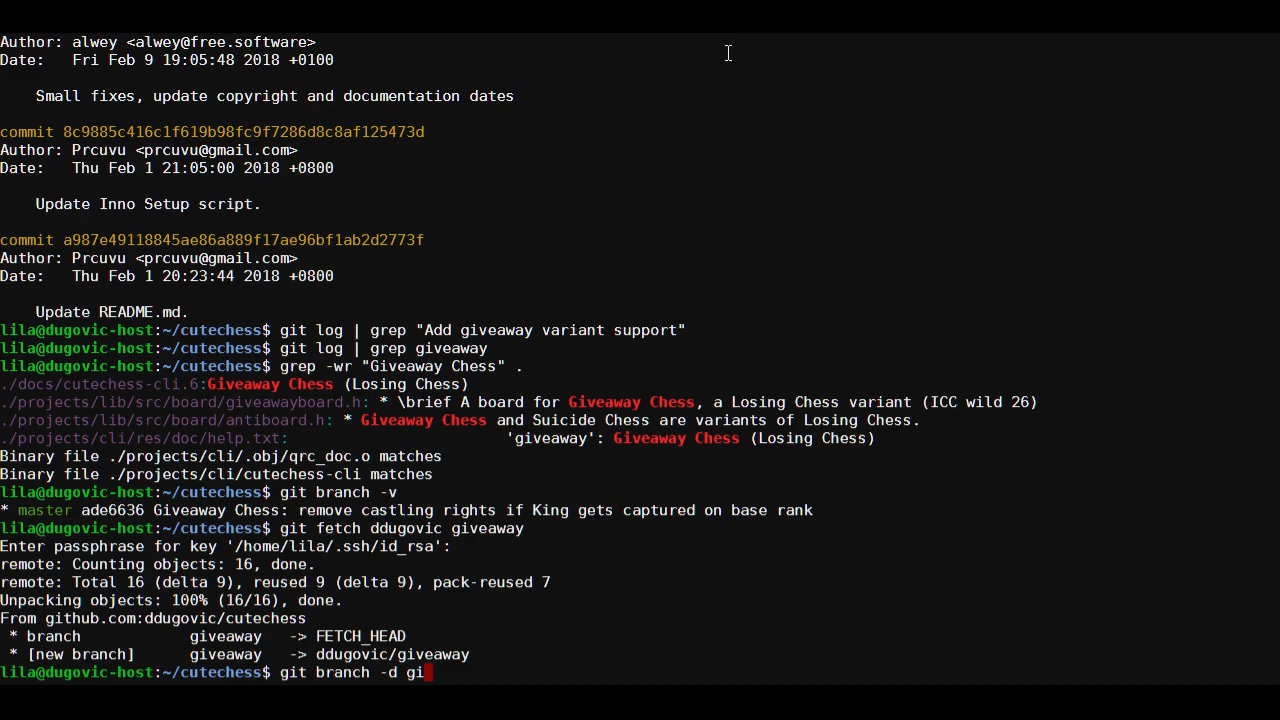 Author: alwey <alwey@free.software>
Date:   Fri Feb 9 19:05:48 2018 +0100
    Small fixes, update copyright and documentation dates
commit 8c9885c416c1f619b98fc9f7286d8c8af125473d
Author: Prcuvu <prcuvu@gmail.com>
Date:   Thu Feb 1 21:05:00 2018 +0800
    Update Inno Setup script.
commit a987e49118845ae86a889f17ae96bf1ab2d2773f
Author: Prcuvu <prcuvu@gmail.com>
Date:   Thu Feb 1 20:23:44 2018 +0800
    Update README.md.
lila@dugovic-host:~/cutechess$ git log | grep "Add giveaway variant support"
lila@dugovic-host:~/cutechess$ git log | grep giveaway
lila@dugovic-host:~/cutechess$ grep -wr "Giveaway Chess" .
./docs/cutechess-cli.6:Giveaway Chess (Losing Chess)
./projects/lib/src/board/giveawayboard.h: * \brief A board for Giveaway Chess, a Losing Chess variant (ICC wild 26)
./projects/lib/src/board/antiboard.h: * Giveaway Chess and Suicide Chess are variants of Losing Chess.
./projects/cli/res/doc/help.txt:                        'giveaway': Giveaway Chess (Losing Chess)
Binary file ./projects/cli/.obj/qrc_doc.o matches
Binary file ./projects/cli/cutechess-cli matches
lila@dugovic-host:~/cutechess$ git branch -v
* master ade6636 Giveaway Chess: remove castling rights if King gets captured on base rank
lila@dugovic-host:~/cutechess$ git fetch ddugovic giveaway
Enter passphrase for key '/home/lila/.ssh/id_rsa':
remote: Counting objects: 16, done.
remote: Total 16 (delta 9), reused 9 (delta 9), pack-reused 7
Unpacking objects: 100% (16/16), done.
From github.com:ddugovic/cutechess
 * branch            giveaway   -> FETCH_HEAD
 * [new branch]      giveaway   -> ddugovic/giveaway
lila@dugovic-host:~/cutechess$ git branch -d gi